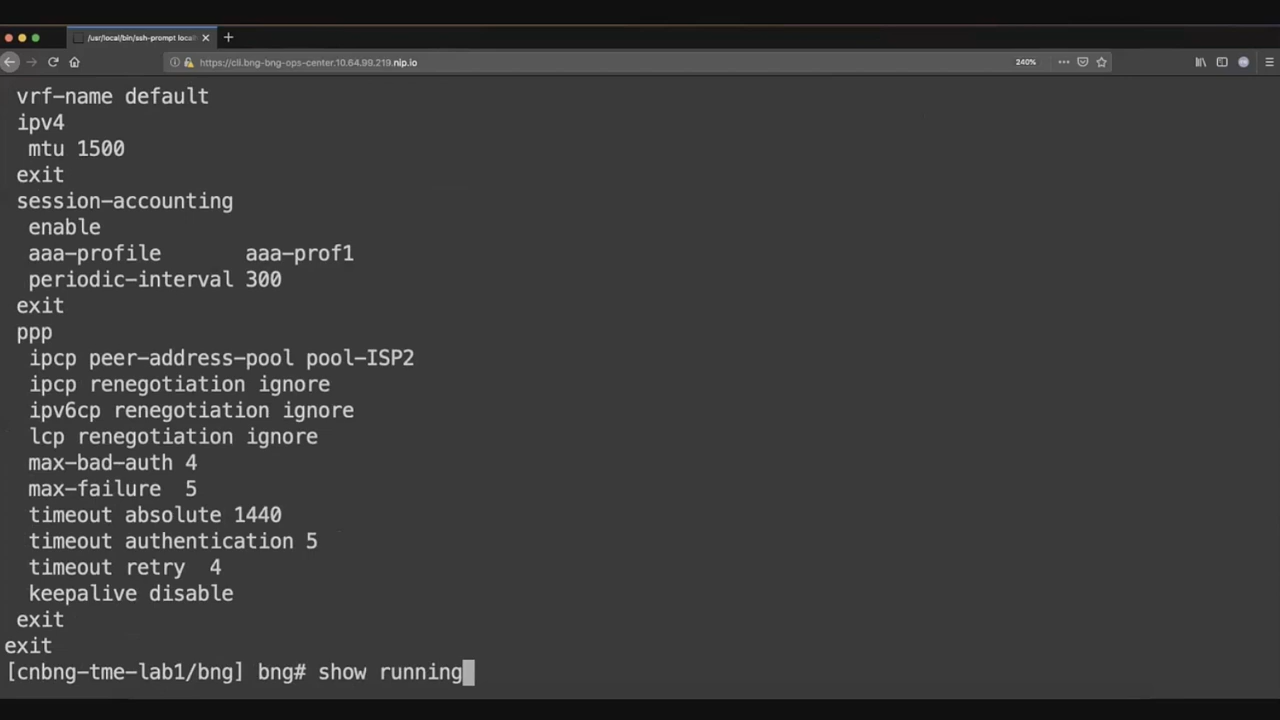 /usr/local/bin/ssh-prompt local
https://cli.bng-bng-ops-center.10.64.99.219.nip.io
240%
vrf-name default
ipv4
mtu 1500
exit
session-accounting
enable
aaa-profile aaa-prof1
periodic-interval 300
exit
ppp
ipcp peer-address-pool pool-ISP2
ipcp renegotiation ignore
ipv6cp renegotiation ignore
lcp renegotiation ignore
max-bad-auth 4
max-failure 5
timeout absolute 1440
timeout authentication 5
timeout retry 4
keepalive disable
exit
exit
[cnbng-tme-lab1/bng] bng# show running